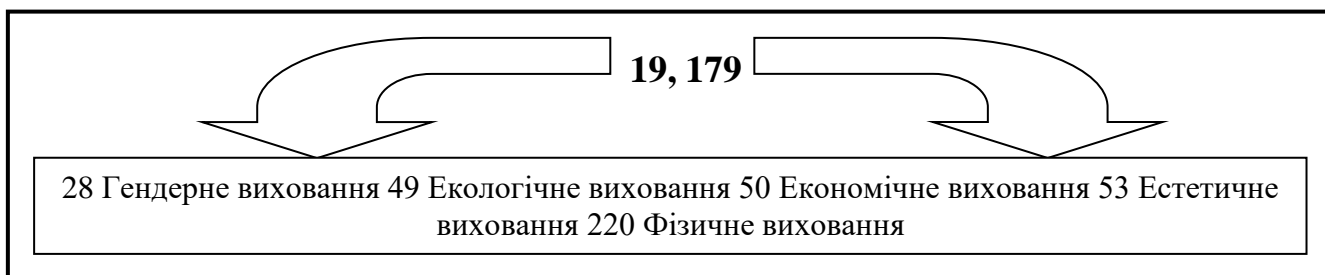 19, 179
28 Гендерне виховання 49 Екологічне виховання 50 Економічне виховання 53 Естетичне
виховання 220 Фізичне виховання